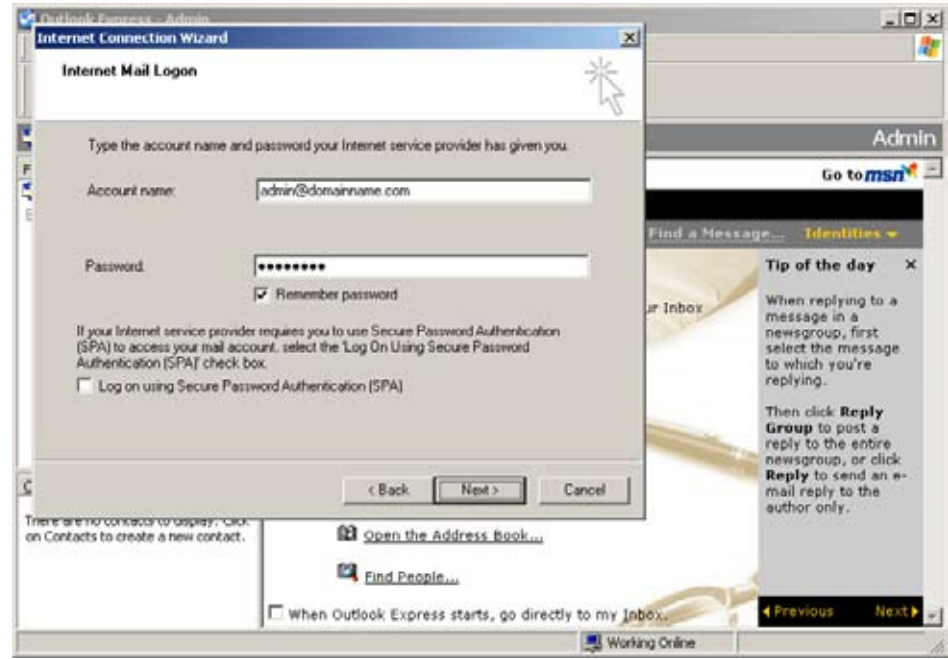 Outlook Express - Admin
Internet Connection Wizard
Internet Mail Logon
Type the account name and password your Internet service provider has given you.
Account name:
admin@domainname.com
Password:
••••••••
Remember password
If your Internet service provider requires you to use Secure Password Authentication
(SPA) to access your mail account, select the 'Log On Using Secure Password
Authentication (SPA)' check box.
Log on using Secure Password Authentication (SPA)
< Back
Next >
Cancel
Admin
Go to msn
Find a Message...
Identities
ur Inbox
Tip of the day
When replying to a
message in a
newsgroup, first
select the message
to which you're
replying.
Then click Reply
Group to post a
reply to the entire
newsgroup, or click
Reply to send an e-
mail reply to the
author only.
Previous
Next
There are no contacts to display. Click
on Contacts to create a new contact.
Open the Address Book...
Find People...
When Outlook Express starts, go directly to my Inbox.
Working Online